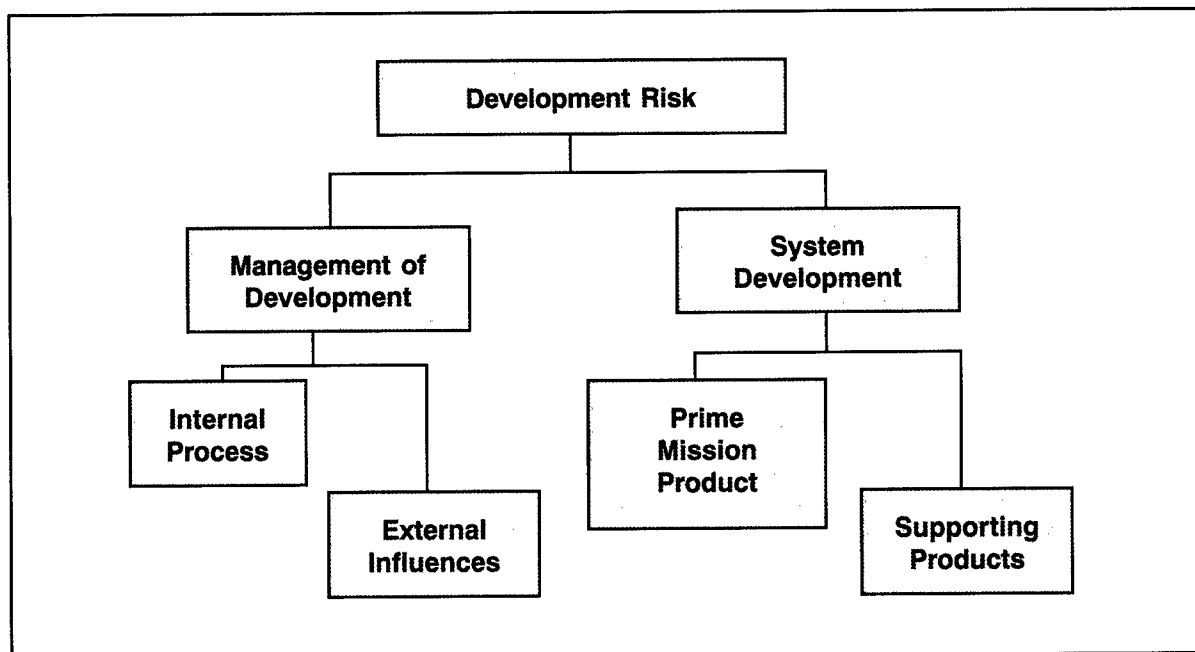 Development Risk
Management of
Development
System
Development
Internal
Process
External
Influences
Prime
Mission
Product
Supporting
Products